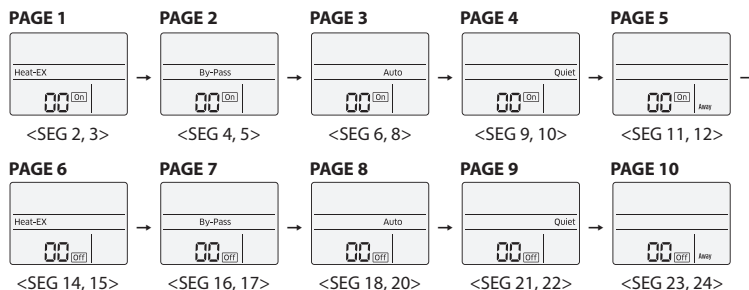 PAGE 1 PAGE 2 PAGE 3 PAGE 4 PAGE 5
Heat-EX By-Pass Auto Quiet
00 On 00 On 00 On 00 On 00 On Away
<SEG 2, 3> <SEG 4, 5> <SEG 6, 8> <SEG 9, 10> <SEG 11, 12>
PAGE 6 PAGE 7 PAGE 8 PAGE 9 PAGE 10
Heat-EX By-Pass Auto Quiet
00 Off 00 Off 00 Off 00 Off 00 Off Away
<SEG 14, 15> <SEG 16, 17> <SEG 18, 20> <SEG 21, 22> <SEG 23, 24>